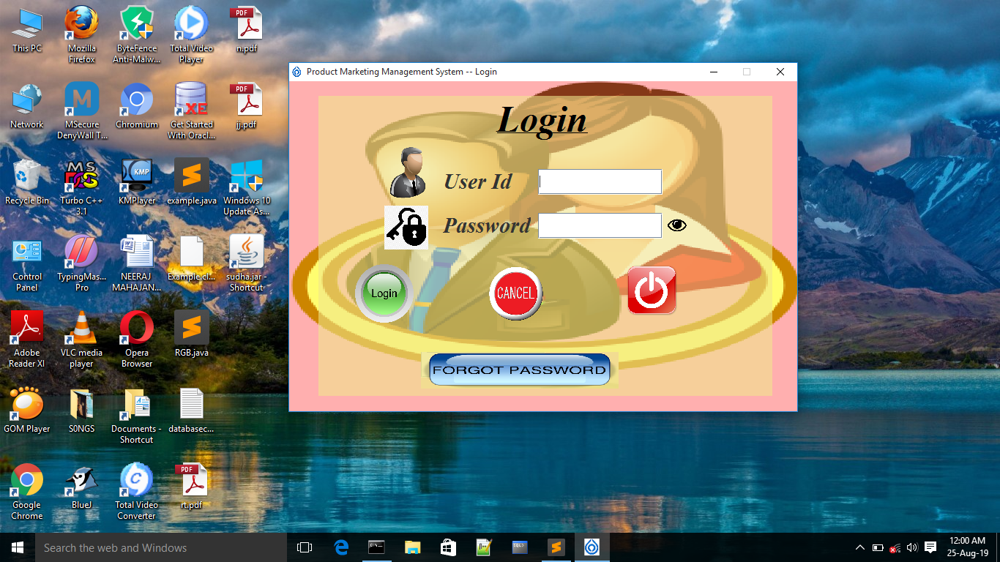 This PC
Mozilla
Firefox
ByteFence
Anti-Malw...
Total Video
Player
PDF
n.pdf
Network
MSecure
DenyWall T...
Chromium
XE
Get Started
With Oracl...
PDF
jj.pdf
Recycle Bin
MS
Turbo C++
3.1
KMP
KMPlayer
example.java
Windows 10
Update As...
Control
Panel
TypingMas...
Pro
NEERAJ
MAHAJAN...
Example.cl...
sudha.jar -
Shortcut
Adobe
Reader XI
VLC media
player
Opera
Browser
RGB.java
GOM Player
S0NGS
Documents -
Shortcut
databasec...
Google
Chrome
BlueJ
Total Video
Converter
PDF
rt.pdf
Product Marketing Management System -- Login
Login
User Id
Password
Login
CANCEL
FORGOT PASSWORD
Search the web and Windows
12:00 AM
25-Aug-19